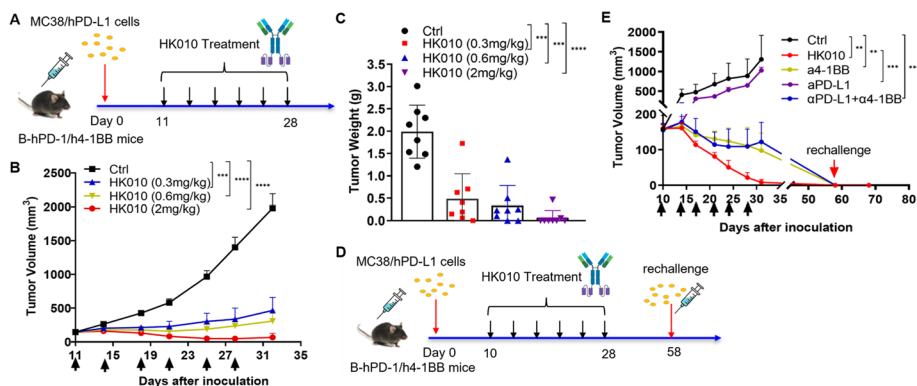 A
MC38/hPD-L1 cells
HK010 Treatment
Day 0
11
28
B-hPD-1/h4-1BB mice
B
Ctrl
HK010 (0.3mg/kg)
HK010 (0.6mg/kg)
HK010 (2mg/kg)
***
****
****
Tumor Volume (mm³)
2500
2000
1500
1000
500
0
11
15
19
23
27
31
35
Days after inoculation
C
Ctrl
HK010 (0.3mg/kg)
HK010 (0.6mg/kg)
HK010 (2mg/kg)
***
***
****
Tumor Weight (g)
4.0
3.5
3.0
2.5
2.0
1.5
1.0
0.5
0.0
D
MC38/hPD-L1 cells
HK010 Treatment
rechallenge
Day 0
10
28
58
B-hPD-1/h4-1BB mice
E
Ctrl
HK010
a4-1BB
aPD-L1
αPD-L1+α4-1BB
**
**
***
**
Tumor Volume (mm³)
2000
1500
1000
500
200
150
100
50
0
rechallenge
10
15
20
25
30
35
40
50
60
70
80
Days after inoculation